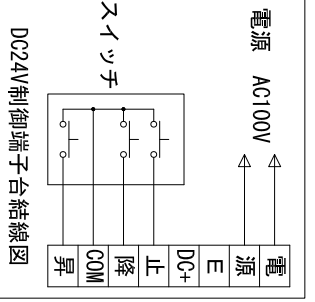 電源 AC100V
スイッチ
電
源
E
DC+
止
降
COM
昇
DC24V制御端子台結線図